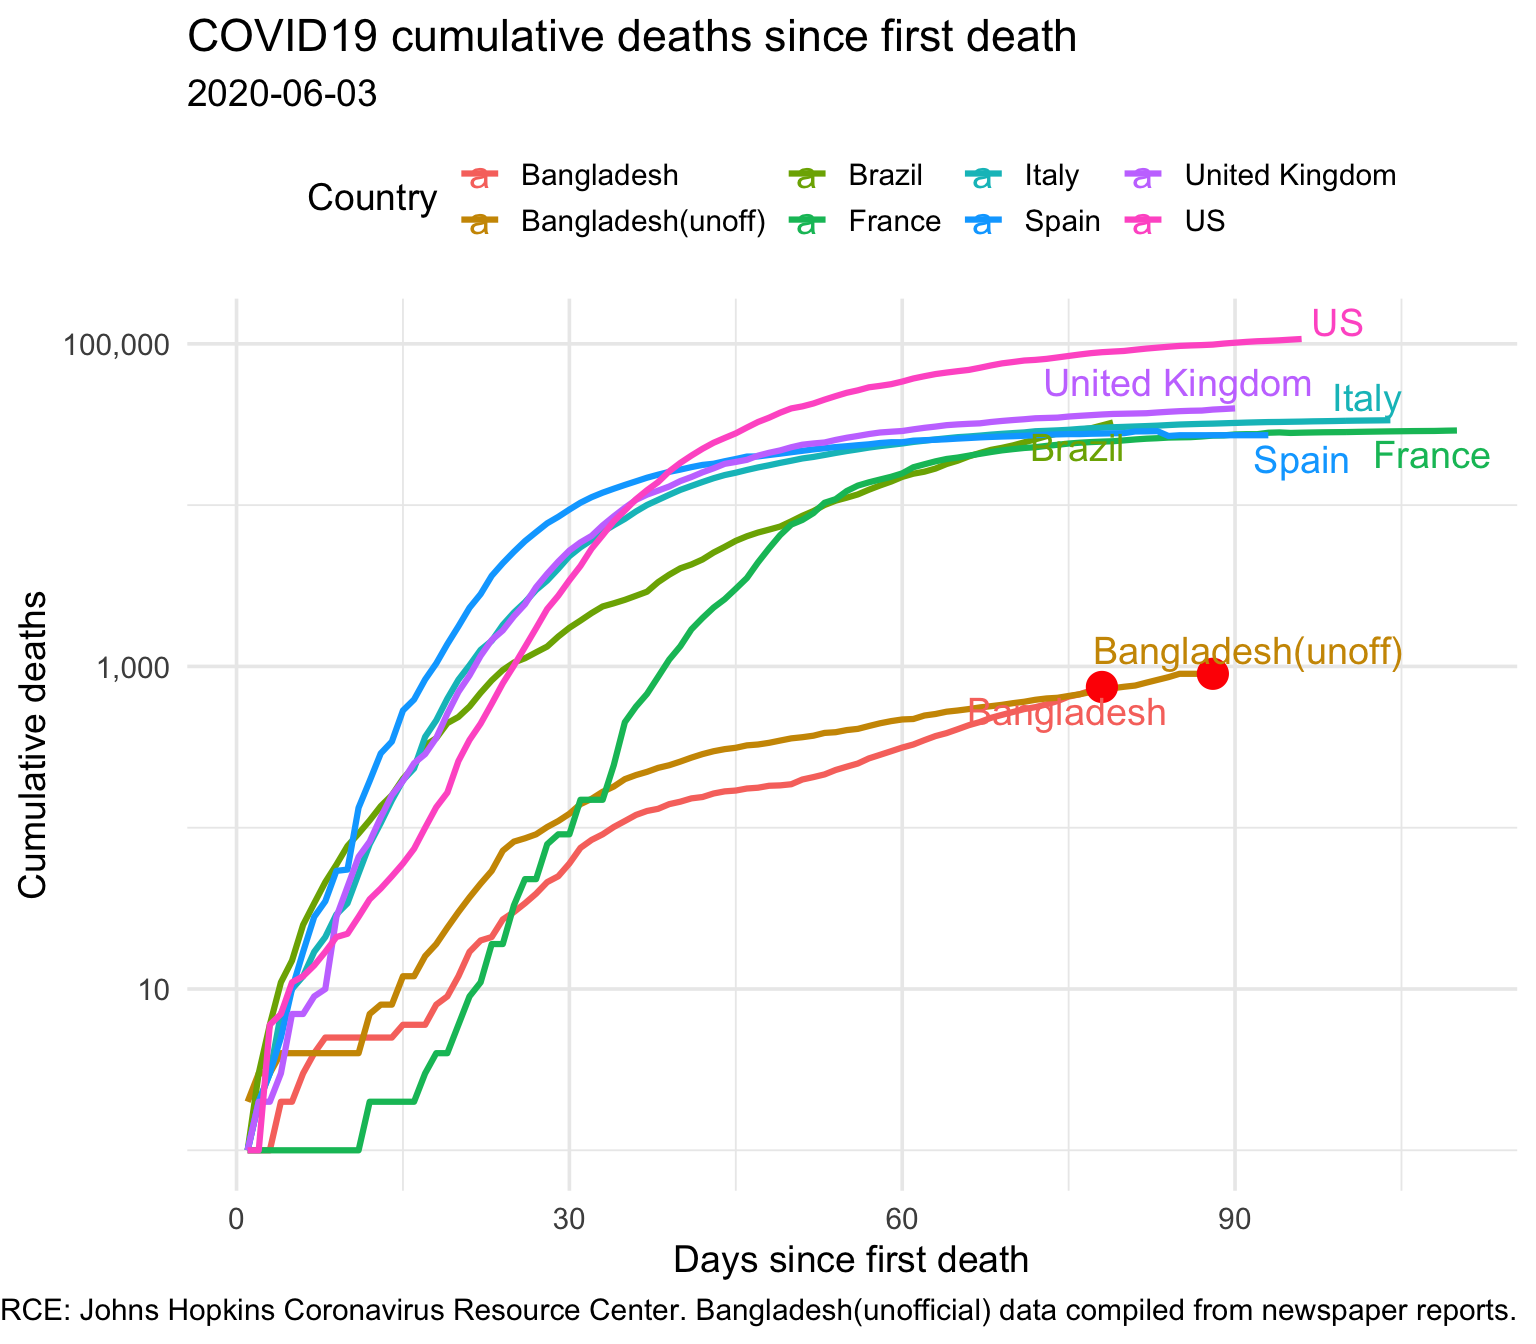 COVID19 cumulative deaths since first death
2020-06-03
Country
a Bangladesh a Brazil a Italy a United Kingdom
a Bangladesh(unoff) a France a Spain a US
100,000
1,000
10
Cumulative deaths
US
United Kingdom
Italy
Brazil
Spain
France
Bangladesh(unoff)
Bangladesh
0 30 60 90
Days since first death
RCE: Johns Hopkins Coronavirus Resource Center. Bangladesh(unofficial) data compiled from newspaper reports.